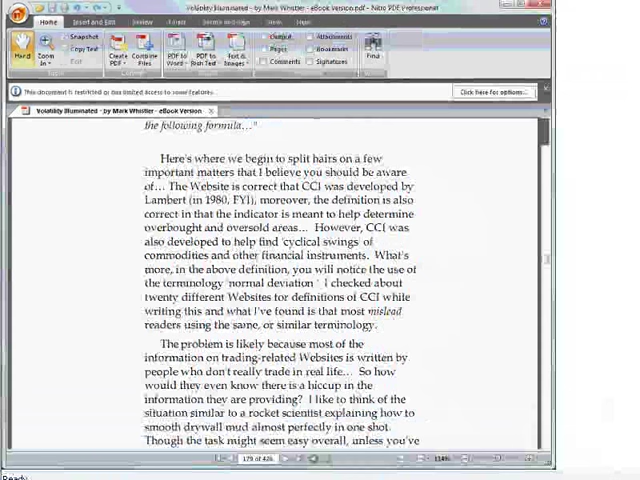 Volatility Illuminated - by Mark Whistler - eBook Version.pdf - Nitro PDF Professional
Home Insert and Edit Review Forms
Snapshot
Copy Text
Hand Zoom In
Create PDF Combine Files
PDF to Word PDF to Rich Text Text & Images
Output
Pages
Comments
Attachments
Bookmarks
Signatures
Find
This document is restricted or has limited access to some features.
Click here for options...
Volatility Illuminated - by Mark Whistler - eBook Version
the following formula..."
Here's where we begin to split hairs on a few
important matters that I believe you should be aware
of... The Website is correct that CCI was developed by
Lambert (in 1980, FYI), moreover, the definition is also
correct in that the indicator is meant to help determine
overbought and oversold areas... However, CCI was
also developed to help find 'cyclical swings' of
commodities and other financial instruments. What's
more, in the above definition, you will notice the use of
the terminology 'normal deviation.' I checked about
twenty different Websites for definitions of CCI while
writing this and what I've found is that most mislead
readers using the same, or similar terminology.
The problem is likely because most of the
information on trading-related Websites is written by
people who don't really trade in real life... So how
would they even know there is a hiccup in the
information they are providing? I like to think of the
situation similar to a rocket scientist explaining how to
smooth drywall mud almost perfectly in one shot.
Though the task might seem easy overall, unless you've
179 of 426
114%
Ready